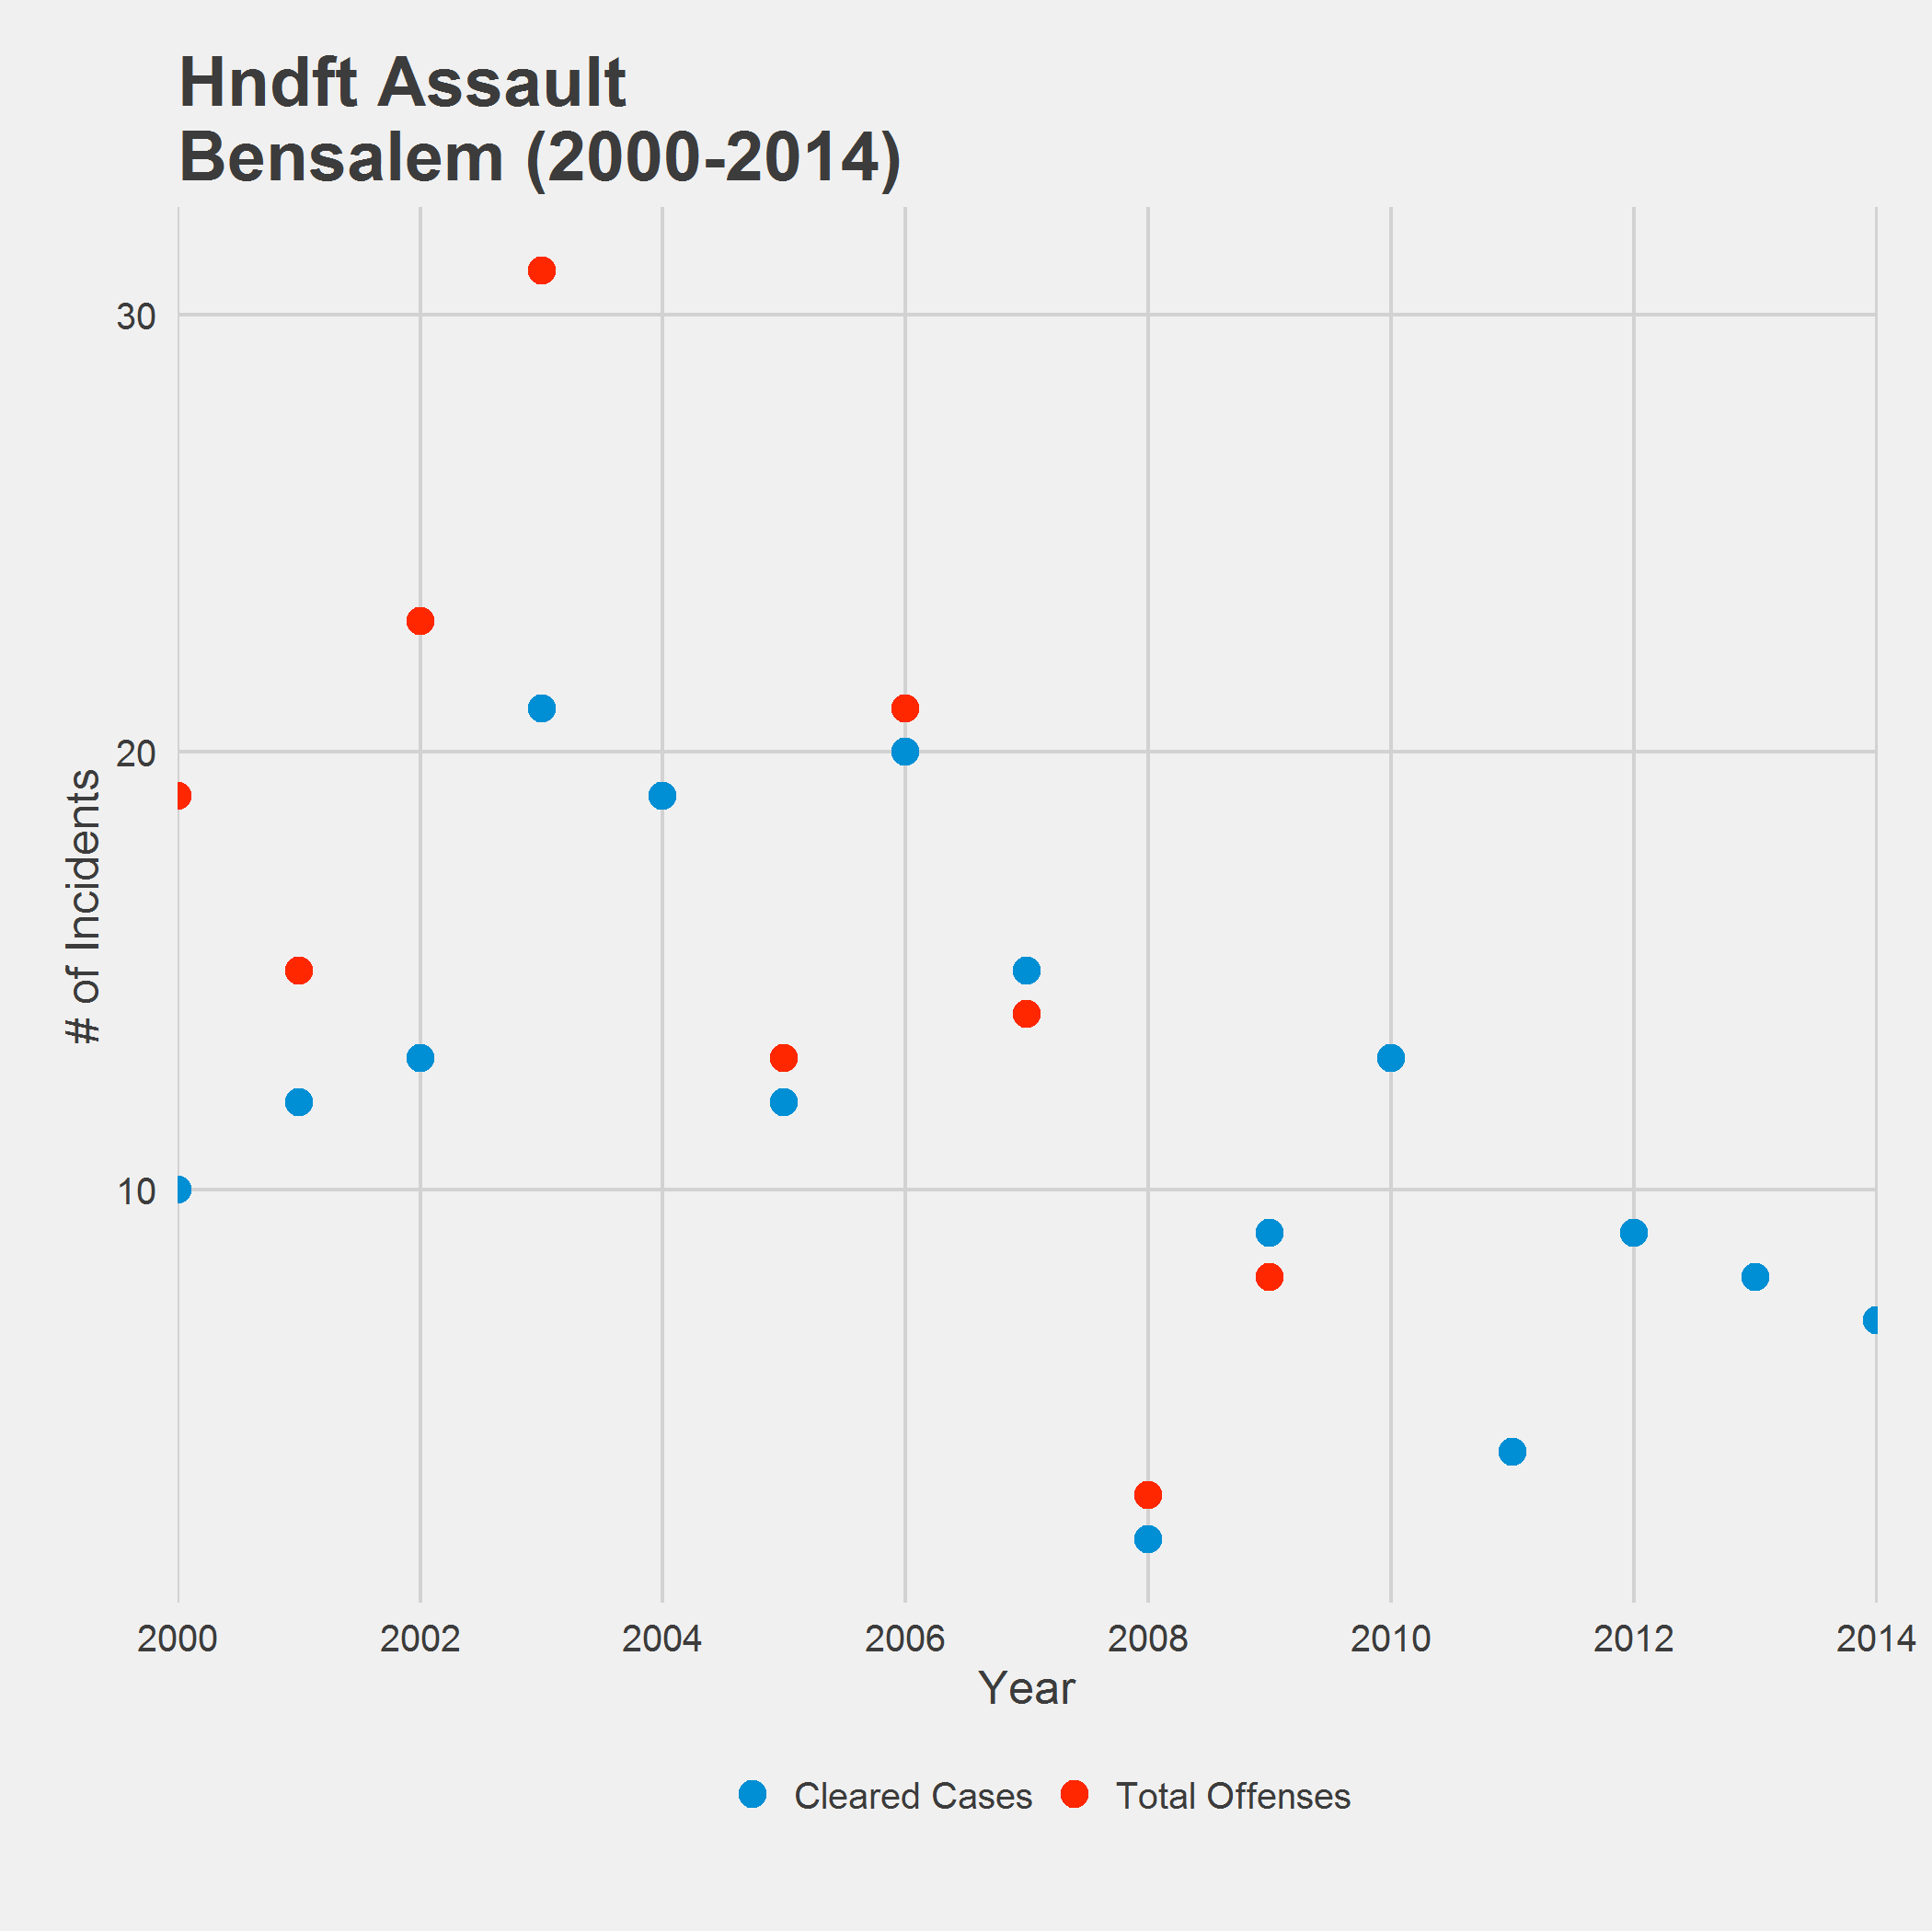 Hndft Assault
Bensalem (2000-2014)
30
20
10
# of Incidents
2000 2002 2004 2006 2008 2010 2012 2014
Year
Cleared Cases Total Offenses